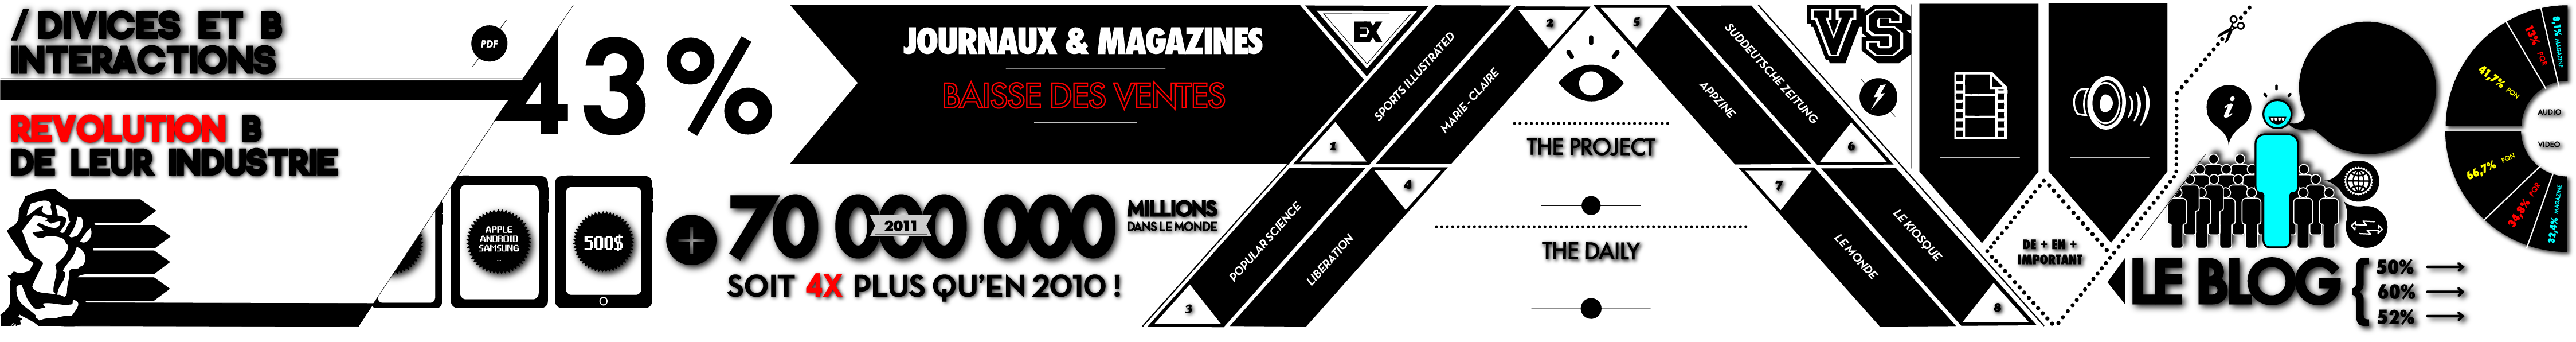 / DIVICES ET B
INTERACTIONS
REVOLUTION B
DE LEUR INDUSTRIE
PDF
43%
APPLE
ANDROID
SAMSUNG
500$
+
70 000 000
2011
MILLIONS
DANS LE MONDE
SOIT 4X PLUS QU'EN 2010 !
JOURNAUX & MAGAZINES
BAISSE DES VENTES
EX
1
SPORTS ILLUSTRATED
MARIE-CLAIRE
2
3
POPULAR SCIENCE
LIBERATION
4
THE PROJECT
THE DAILY
5
SUDDEUTSCHE ZEITUNG
APPZINE
6
7
LE KIOSQUE
LE MONDE
8
VS
DE + EN +
IMPORTANT
i
LE BLOG
50%
60%
52%
41,7% PQN
13% PQR
8,1% MAGAZINE
AUDIO
VIDEO
66,7% PQN
34,8% PQR
32,4% MAGAZINE